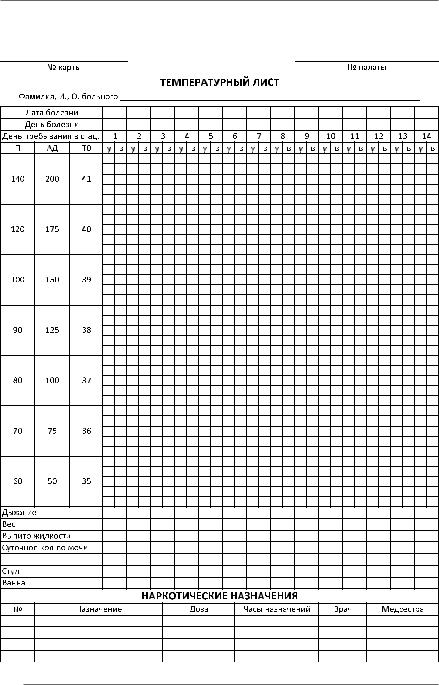 № карты № палаты
ТЕМПЕРАТУРНЫЙ ЛИСТ
Фамилия, И., О. больного
Дата болезни
День болезни
День пребывания в стац. 1 2 3 4 5 6 7 8 9 10 11 12 13 14
П АД Т0 у в у в у в у в у в у в у в у в у в у в у в у в у в у в
140 200 41
120 175 40
100 150 39
90 125 38
80 100 37
70 75 36
60 50 35
Дыхание
Вес
Выпито жидкости
Суточное кол-во мочи
Стул
Ванна
НАРКОТИЧЕСКИЕ НАЗНАЧЕНИЯ
№ Назначение Доза Часы назначений Врач Медсестра